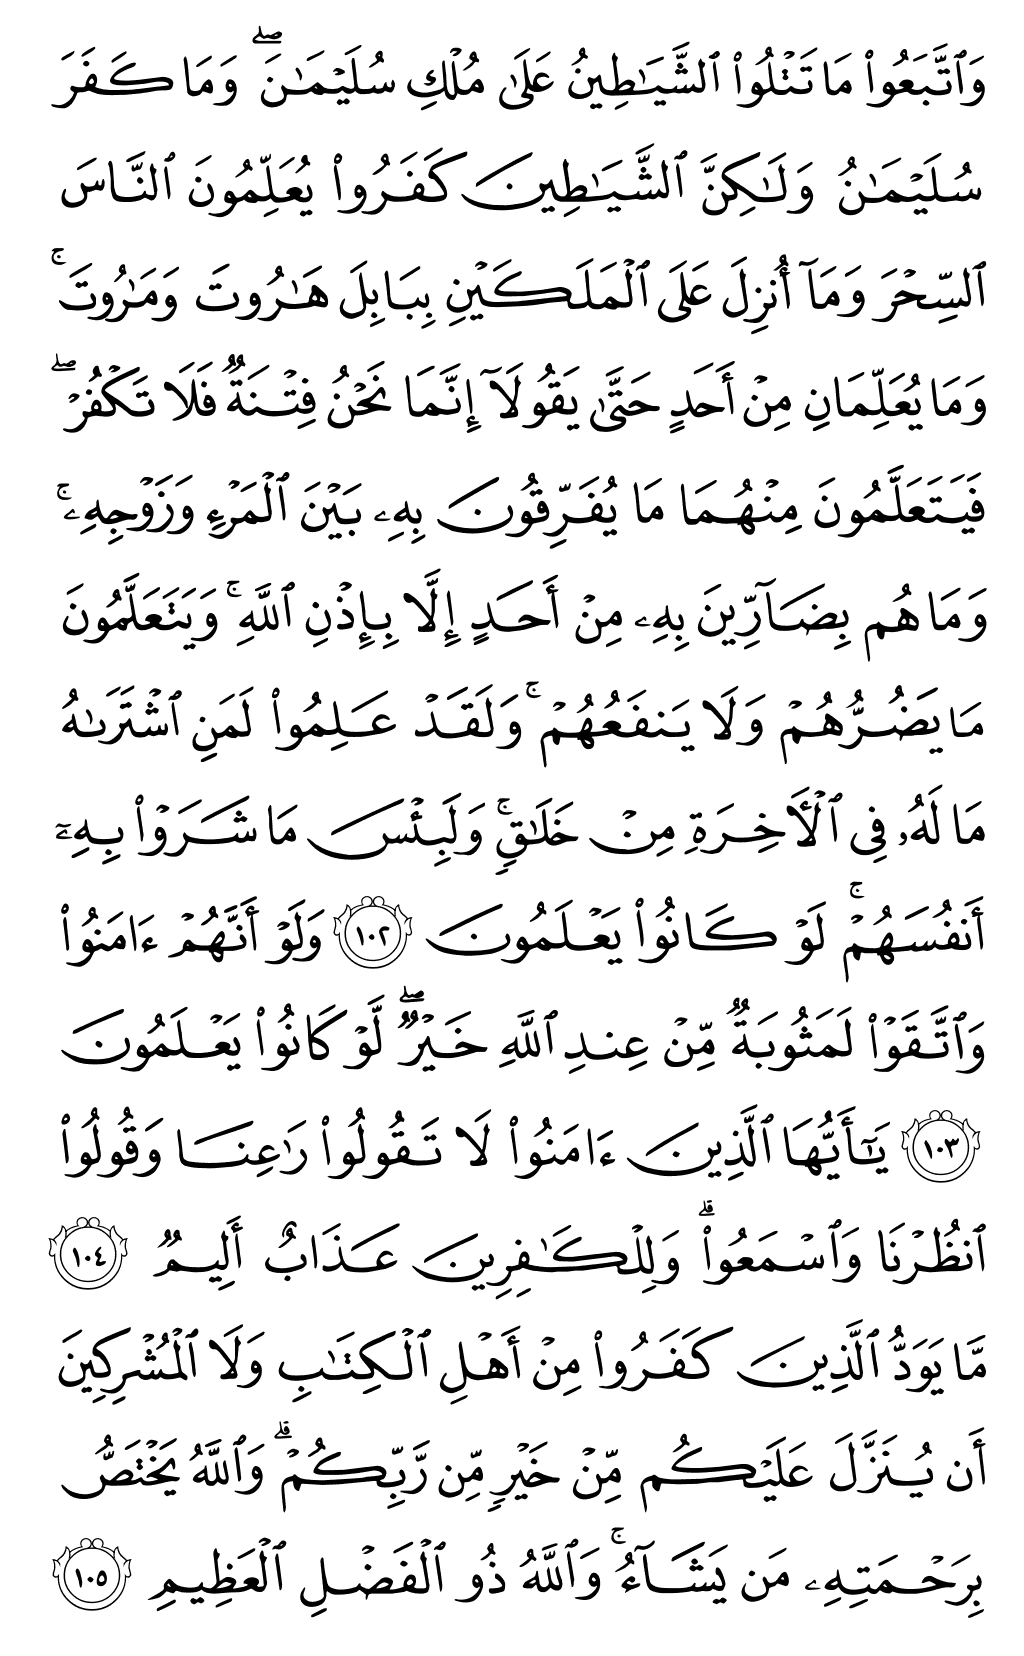 وَٱتَّبَعُوا۟ مَا تَتْلُوا۟ ٱلشَّيَـٰطِينُ عَلَىٰ مُلْكِ سُلَيْمَـٰنَ ۖ وَمَا كَفَرَ
سُلَيْمَـٰنُ وَلَـٰكِنَّ ٱلشَّيَـٰطِينَ كَفَرُوا۟ يُعَلِّمُونَ ٱلنَّاسَ
ٱلسِّحْرَ وَمَآ أُنزِلَ عَلَى ٱلْمَلَكَيْنِ بِبَابِلَ هَـٰرُوتَ وَمَـٰرُوتَ ۚ
وَمَا يُعَلِّمَانِ مِنْ أَحَدٍ حَتَّىٰ يَقُولَآ إِنَّمَا نَحْنُ فِتْنَةٌ فَلَا تَكْفُرْ ۖ
فَيَتَعَلَّمُونَ مِنْهُمَا مَا يُفَرِّقُونَ بِهِۦ بَيْنَ ٱلْمَرْءِ وَزَوْجِهِۦ ۚ
وَمَا هُم بِضَآرِّينَ بِهِۦ مِنْ أَحَدٍ إِلَّا بِإِذْنِ ٱللَّهِ ۚ وَيَتَعَلَّمُونَ
مَا يَضُرُّهُمْ وَلَا يَنفَعُهُمْ ۚ وَلَقَدْ عَلِمُوا۟ لَمَنِ ٱشْتَرَىٰهُ
مَا لَهُۥ فِى ٱلْـَٔاخِرَةِ مِنْ خَلَـٰقٍ ۚ وَلَبِئْسَ مَا شَرَوْا۟ بِهِۦٓ
أَنفُسَهُمْ ۚ لَوْ كَانُوا۟ يَعْلَمُونَ ١٠٢ وَلَوْ أَنَّهُمْ ءَامَنُوا۟
وَٱتَّقَوْا۟ لَمَثُوبَةٌ مِّنْ عِندِ ٱللَّهِ خَيْرٌ ۖ لَّوْ كَانُوا۟ يَعْلَمُونَ
١٠٣ يَـٰٓأَيُّهَا ٱلَّذِينَ ءَامَنُوا۟ لَا تَقُولُوا۟ رَٰعِنَا وَقُولُوا۟
ٱنظُرْنَا وَٱسْمَعُوا۟ ۗ وَلِلْكَـٰفِرِينَ عَذَابٌ أَلِيمٌ ١٠٤
مَّا يَوَدُّ ٱلَّذِينَ كَفَرُوا۟ مِنْ أَهْلِ ٱلْكِتَـٰبِ وَلَا ٱلْمُشْرِكِينَ
أَن يُنَزَّلَ عَلَيْكُم مِّنْ خَيْرٍ مِّن رَّبِّكُمْ ۗ وَٱللَّهُ يَخْتَصُّ
بِرَحْمَتِهِۦ مَن يَشَآءُ ۚ وَٱللَّهُ ذُو ٱلْفَضْلِ ٱلْعَظِيمِ ١٠٥